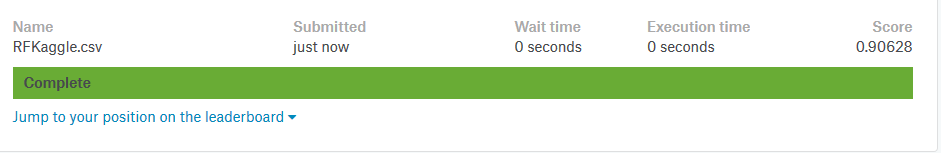 Name Submitted Wait time Execution time Score
RFKaggle.csv just now 0 seconds 0 seconds 0.90628
Complete
Jump to your position on the leaderboard